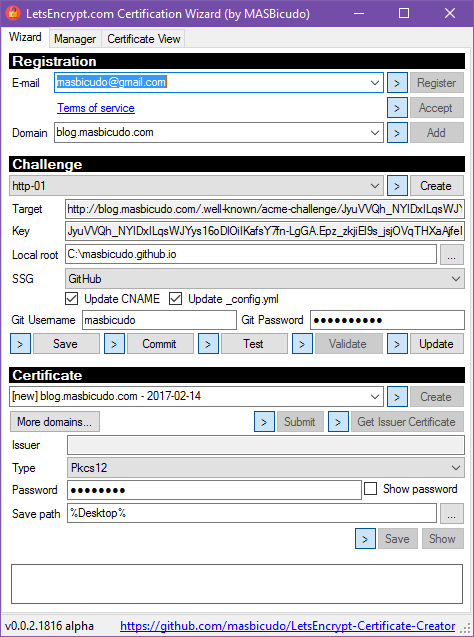 LetsEncrypt.com Certification Wizard (by MASBicudo)
Wizard Manager Certificate View
Registration
E-mail masbicudo@gmail.com > Register
Terms of service > Accept
Domain blog.masbicudo.com > Add
Challenge
http-01 > Create
Target http://blog.masbicudo.com/.well-known/acme-challenge/
Key
Local root C:\masbicudo.github.io ...
SSG GitHub
Update CNAME Update _config.yml
Git Username masbicudo Git Password ●●●●●●●●●●
> Save > Commit > Test > Validate > Update
Certificate
[new] blog.masbicudo.com - 2017-02-14 > Create
More domains... > Submit > Get Issuer Certificate
Issuer
Type Pkcs12
Password ●●●●●●●● Show password
Save path %Desktop% ...
> Save Show
v0.0.2.1816 alpha https://github.com/masbicudo/LetsEncrypt-Certificate-Creator